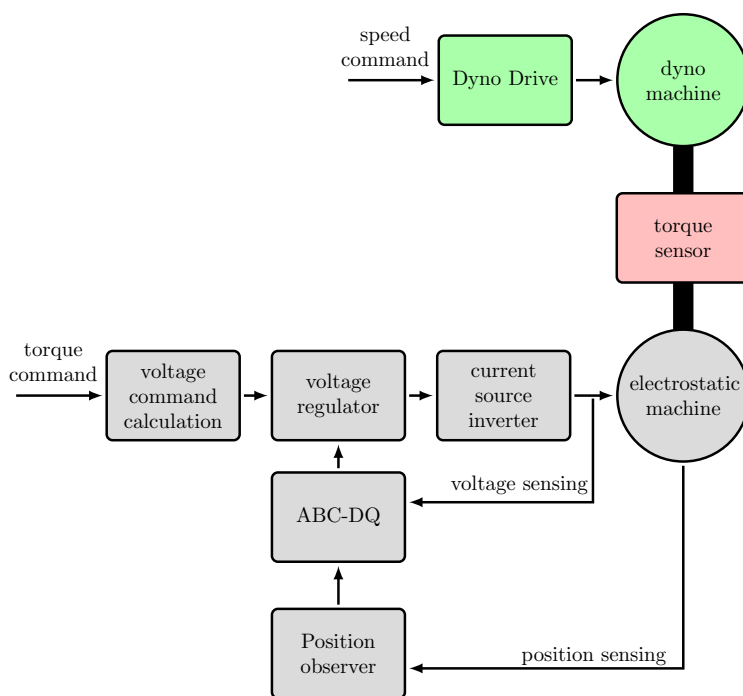 speed
command
Dyno Drive
dyno
machine
torque
sensor
torque
command
voltage
command
calculation
voltage
regulator
current
source
inverter
electrostatic
machine
voltage sensing
ABC-DQ
Position
observer
position sensing